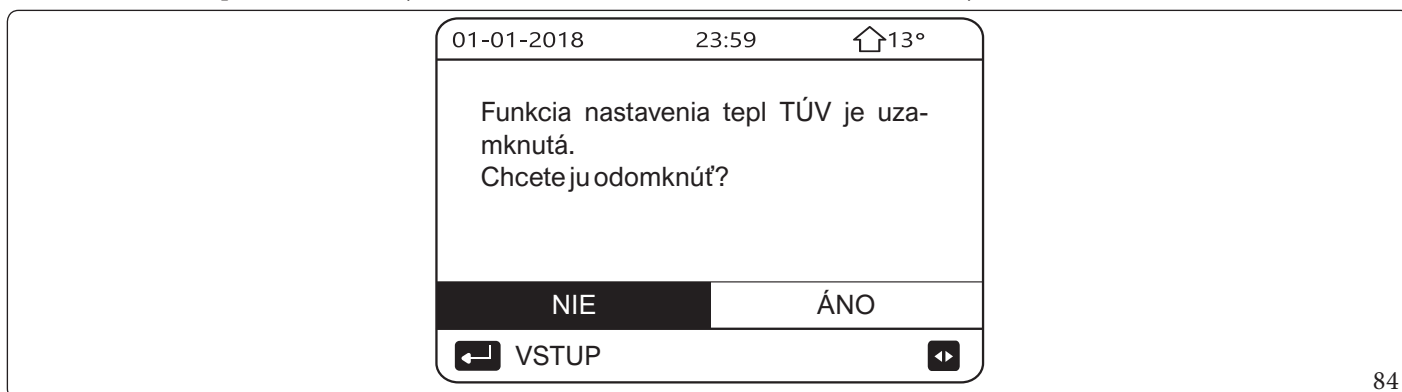 01-01-2018 23:59 13°
Funkcia nastavenia tepl TÚV je uza-
mknutá.
Chcete ju odomknúť?
NIE ÁNO
VSTUP
84